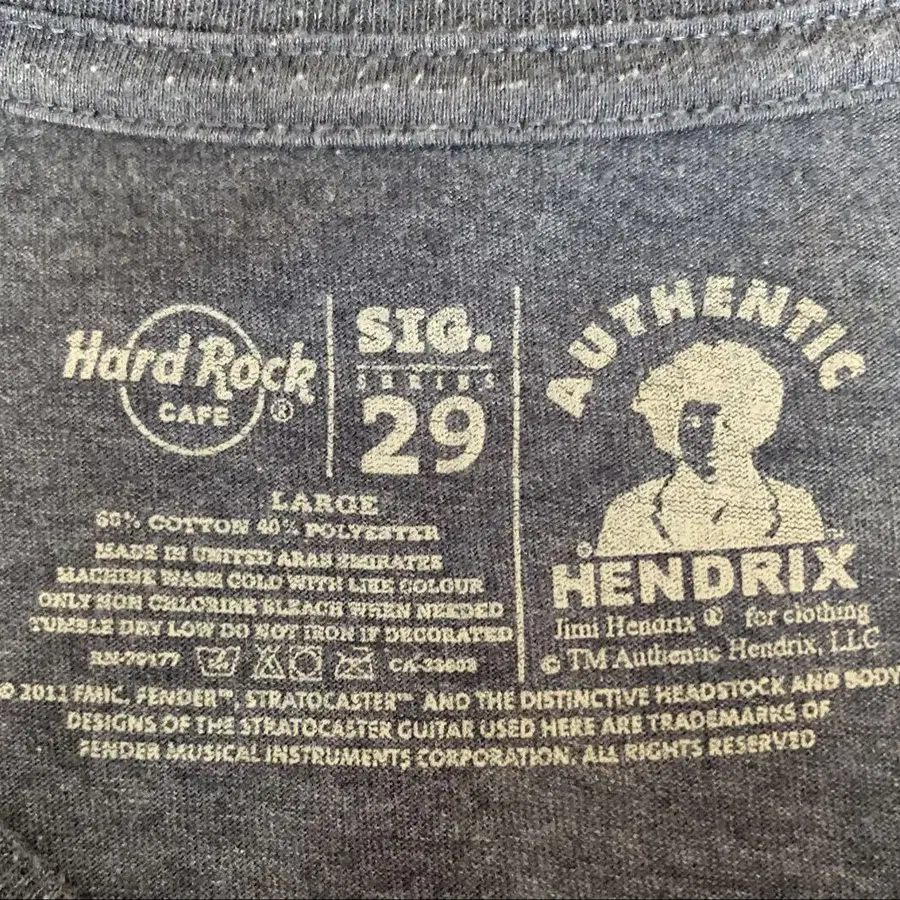 Hard Rock ®
CAFE
SIG.
SERIES
29
LARGE
60% COTTON 40% POLYESTER
MADE IN UNITED ARAB EMIRATES
MACHINE WASH COLD WITH LIKE COLOUR
ONLY NON CHLORINE BLEACH WHEN NEEDED
TUMBLE DRY LOW DO NOT IRON IF DECORATED
RN-79177 CA-33603
AUTHENTIC
HENDRIX
Jimi Hendrix ® for clothing
© TM Authentic Hendrix, LLC
© 2011 FMIC. FENDER™, STRATOCASTER™ AND THE DISTINCTIVE HEADSTOCK AND BODY
DESIGNS OF THE STRATOCASTER GUITAR USED HERE ARE TRADEMARKS OF
FENDER MUSICAL INSTRUMENTS CORPORATION. ALL RIGHTS RESERVED